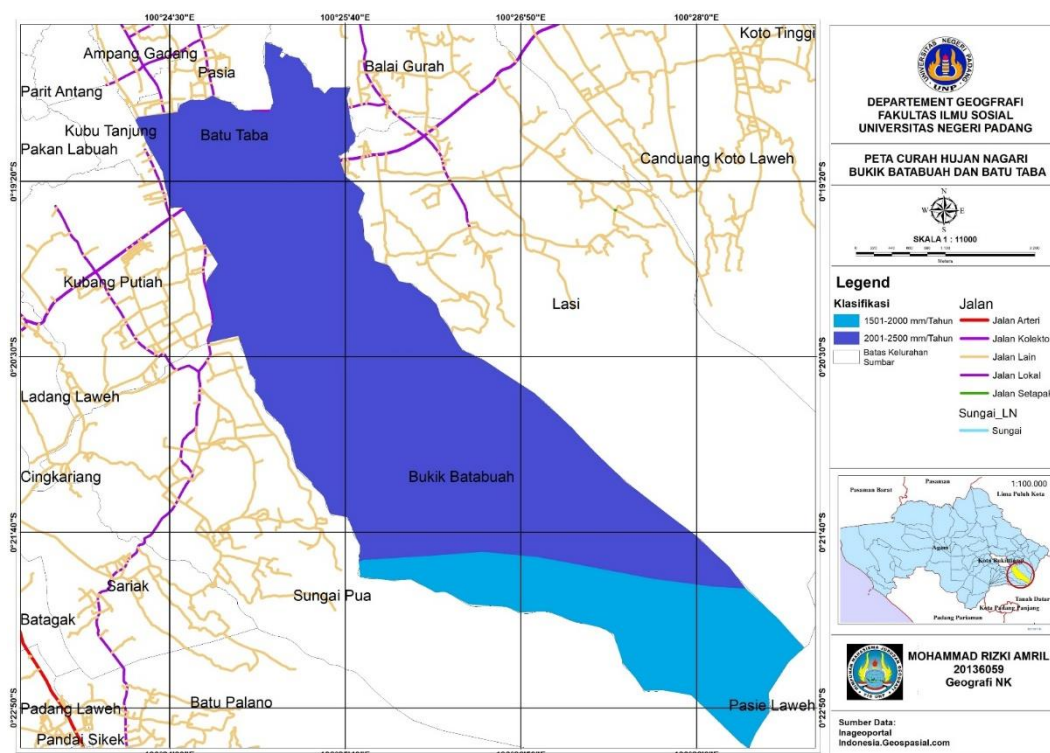 100°24'30"E 100°25'40"E 100°26'50"E 100°28'0"E
Koto Tinggi
Ampang Gadang
Balai Gurah
Pasia
Parit Antang
Kubu Tanjung
Batu Taba
Pakan Labuah
Canduang Koto Laweh
0°19'20"S
0°19'20"S
Kubang Putiah
Lasi
0°20'30"S
0°20'30"S
Ladang Laweh
Cingkariang
Bukik Batabuah
0°21'40"S
0°21'40"S
Sariak
Sungai Pua
Batagak
Batu Palano
Pasie Laweh
Padang Laweh
0°22'50"S
0°22'50"S
Pandai Sikek
UNIVERSITAS NEGERI PADANG
UNP
DEPARTEMENT GEOGFRAFI
FAKULTAS ILMU SOSIAL
UNIVERSITAS NEGERI PADANG
PETA CURAH HUJAN NAGARI
BUKIK BATABUAH DAN BATU TABA
N
W E
S
SKALA 1 : 11000
Meters
Legend
Klasifikasi
1501-2000 mm/Tahun
2001-2500 mm/Tahun
Batas Kelurahan
Sumbar
Jalan
Jalan Arteri
Jalan Kolekto
Jalan Lain
Jalan Lokal
Jalan Setapak
Sungai_LN
Sungai
1:100.000
Pasaman Barat
Pasaman
Lima Puluh Kota
Agam
Kota Bukittinggi
Tanah Datar
Kota Padang Panjang
Padang Pariaman
MOHAMMAD RIZKI AMRIL
20136059
Geografi NK
Sumber Data:
Inageoportal
Indonesia.Geospasial.com